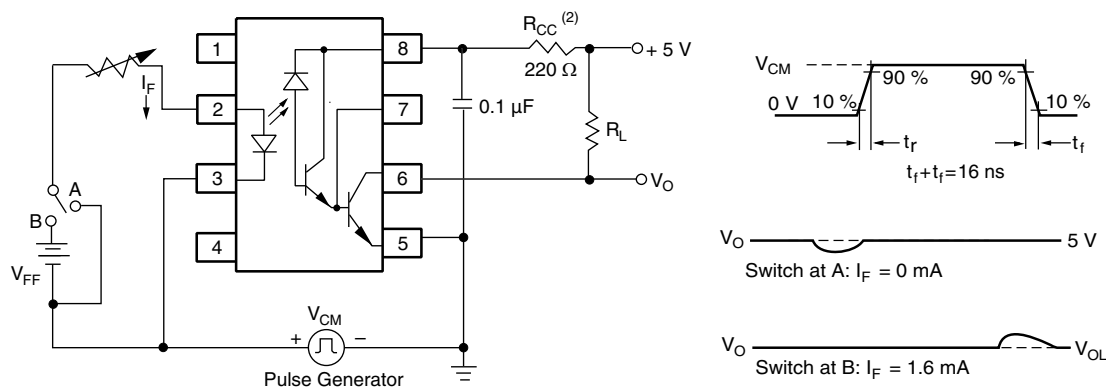 1
2
3
4
8
7
6
5
I_F
A
B
V_FF
V_CM
+
−
Pulse Generator
R_CC (2)
220 Ω
+ 5 V
0.1 μF
R_L
V_O
V_CM
90 %
90 %
0 V
10 %
10 %
t_r
t_f
t_f+t_f=16 ns
V_O
5 V
Switch at A: I_F = 0 mA
V_O
V_OL
Switch at B: I_F = 1.6 mA